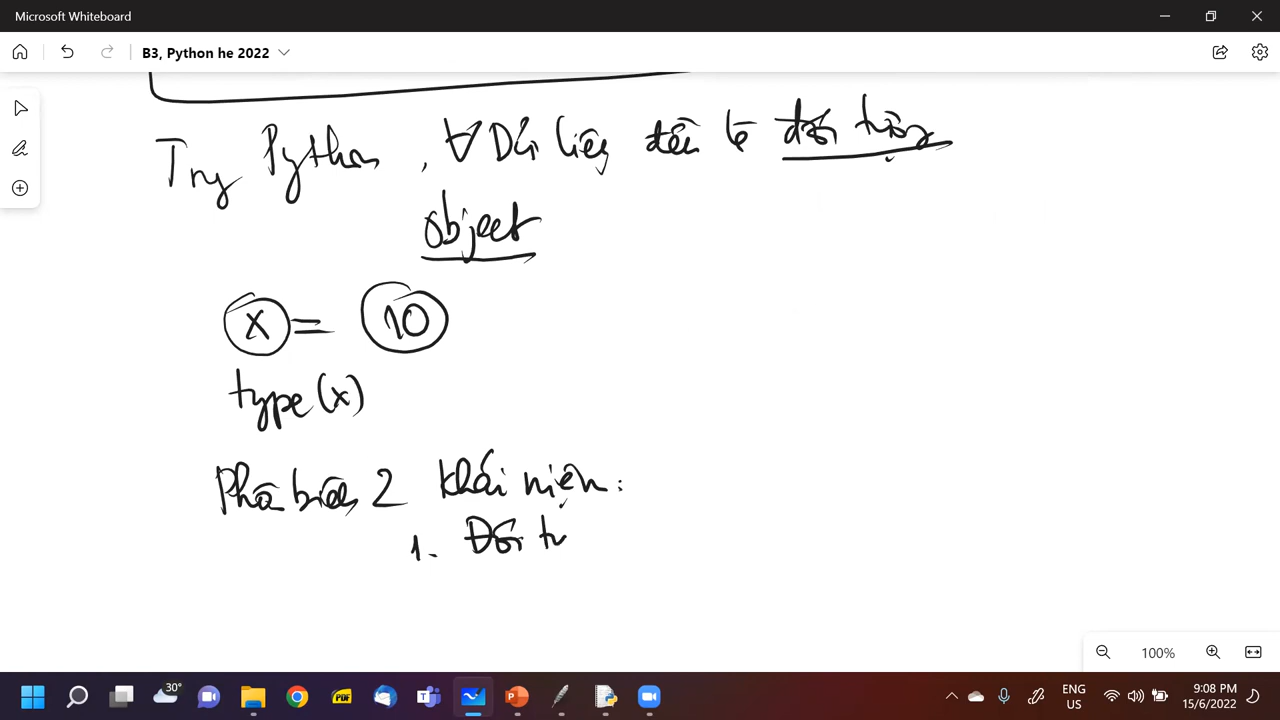 Microsoft Whiteboard
B3, Python he 2022
Trg Python, ∀ Dữ liệu đều là đối tượng
object
x = 10
type(x)
Phân biệt 2 khái niệm:
1. Đối tư
100%
30°
PDF
ENG
US
9:08 PM
15/6/2022